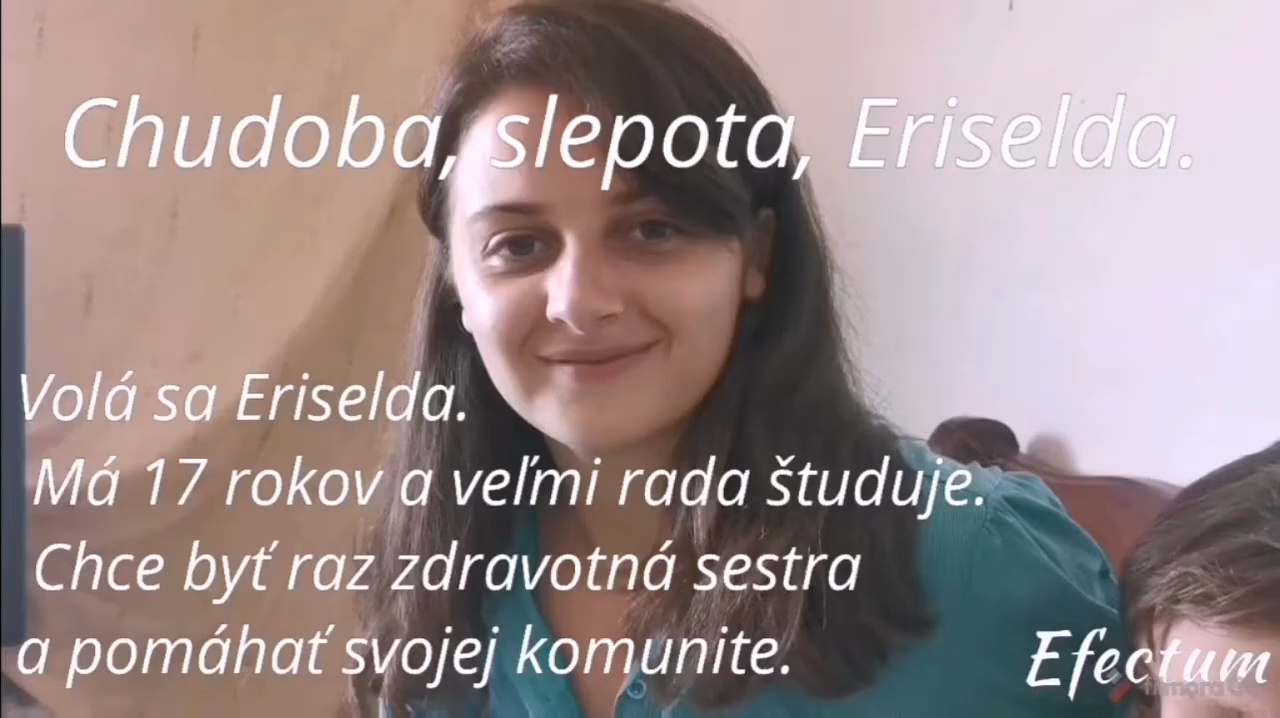 Chudoba, slepota, Eriselda.
Volá sa Eriselda.
Má 17 rokov a veľmi rada študuje.
Chce byť raz zdravotná sestra
a pomáhať svojej komunite.
Efectum